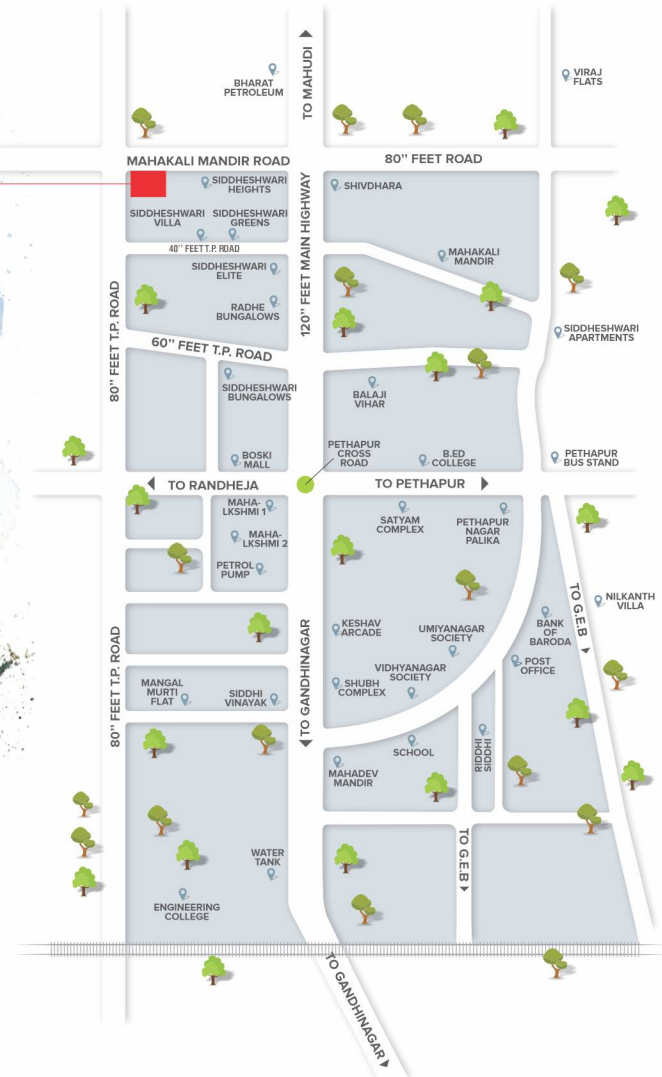 TO MAHUDI
BHARAT
PETROLEUM
VIRAJ
FLATS
MAHAKALI MANDIR ROAD
80” FEET ROAD
SIDDHESHWARI
HEIGHTS
SHIVDHARA
SIDDHESHWARI
VILLA
SIDDHESHWARI
GREENS
40” FEET T.P. ROAD
120” FEET MAIN HIGHWAY
MAHAKALI
MANDIR
SIDDHESHWARI
ELITE
RADHE
BUNGALOWS
80” FEET T.P. ROAD
60” FEET T.P. ROAD
SIDDHESHWARI
APARTMENTS
SIDDHESHWARI
BUNGALOWS
BALAJI
VIHAR
BOSKI
MALL
PETHAPUR
CROSS
ROAD
B.ED
COLLEGE
PETHAPUR
BUS STAND
TO RANDHEJA
TO PETHAPUR
MAHA-
LKSHMI 1
MAHA-
LKSHMI 2
PETROL
PUMP
SATYAM
COMPLEX
PETHAPUR
NAGAR
PALIKA
TO G.E.B
NILKANTH
VILLA
BANK
OF
BARODA
POST
OFFICE
KESHAV
ARCADE
UMIYANAGAR
SOCIETY
VIDHYANAGAR
SOCIETY
SHUBH
COMPLEX
80” FEET T.P. ROAD
TO GANDHINAGAR
MANGAL
MURTI
FLAT
SIDDHI
VINAYAK
SCHOOL
RIDDHI
SIDDHI
MAHADEV
MANDIR
TO G.E.B
WATER
TANK
ENGINEERING
COLLEGE
TO GANDHINAGAR